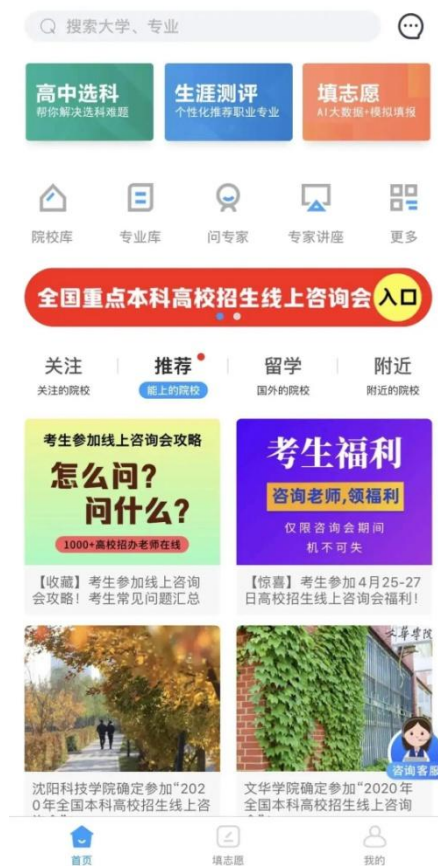 搜索大学、专业
高中选科
帮你解决选科难题
生涯测评
个性化推荐职业专业
填志愿
AI大数据+模拟填报
院校库
专业库
问专家
专家讲座
更多
全国重点本科高校招生线上咨询会 入口
关注
关注的院校
推荐
能上的院校
留学
国外的院校
附近
附近的院校
考生参加线上咨询会攻略
怎么问?
问什么?
1000+高校招办老师在线
【收藏】考生参加线上咨询
会攻略！考生常见问题汇总
考生福利
咨询老师,领福利
仅限咨询会期间
机不可失
【惊喜】考生参加4月25-27
日高校招生线上咨询会福利！
沈阳科技学院确定参加“202
0年全国本科高校招生线上咨
文华学院
文华学院确定参加“2020年
全国本科高校招生线上咨询
咨询客服
首页
填志愿
我的